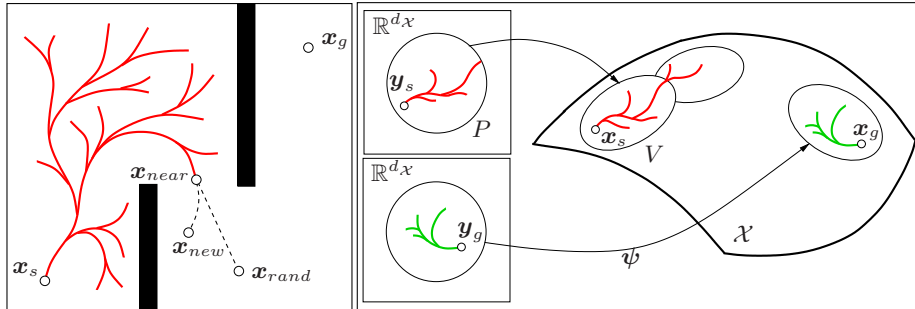 x_g
x_near
x_new
x_s
x_rand
ℝ^{d_𝒳}
y_s
P
ℝ^{d_𝒳}
y_g
x_s
V
x_g
𝒳
ψ